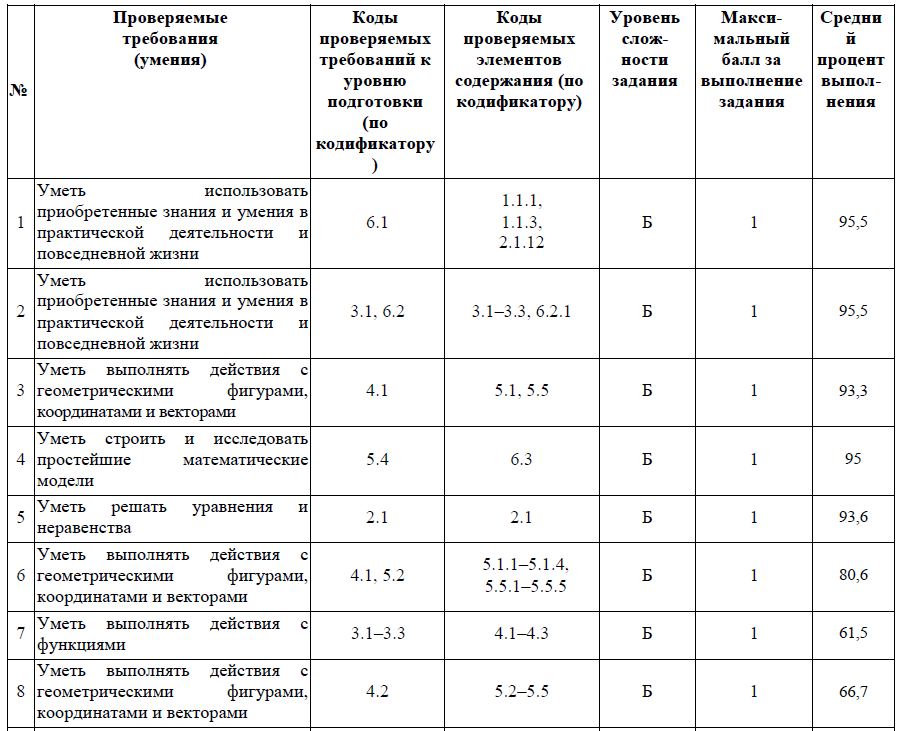 №
Проверяемые
требования
(умения)
Коды
проверяемых
требований к
уровню
подготовки
(по
кодификатору
)
Коды
проверяемых
элементов
содержания (по
кодификатору)
Уровень
слож-
ности
задания
Макси-
мальный
балл за
выполнение
задания
Средни
й
процент
выпол-
нения
1
Уметь использовать
приобретенные знания и умения в
практической деятельности и
повседневной жизни
6.1
1.1.1,
1.1.3,
2.1.12
Б
1
95,5
2
Уметь использовать
приобретенные знания и умения в
практической деятельности и
повседневной жизни
3.1, 6.2
3.1–3.3, 6.2.1
Б
1
95,5
3
Уметь выполнять действия с
геометрическими фигурами,
координатами и векторами
4.1
5.1, 5.5
Б
1
93,3
4
Уметь строить и исследовать
простейшие математические
модели
5.4
6.3
Б
1
95
5
Уметь решать уравнения и
неравенства
2.1
2.1
Б
1
93,6
6
Уметь выполнять действия с
геометрическими фигурами,
координатами и векторами
4.1, 5.2
5.1.1–5.1.4,
5.5.1–5.5.5
Б
1
80,6
7
Уметь выполнять действия с
функциями
3.1–3.3
4.1–4.3
Б
1
61,5
8
Уметь выполнять действия с
геометрическими фигурами,
координатами и векторами
4.2
5.2–5.5
Б
1
66,7